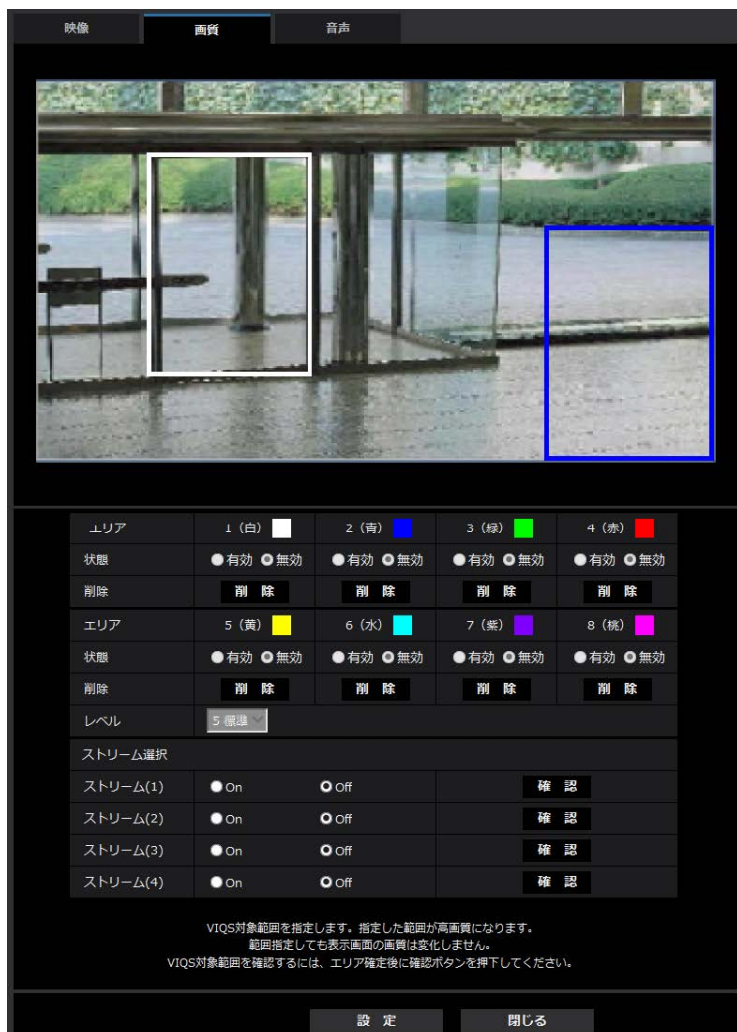 映像 画質 音声
エリア 1（白） 2（青） 3（緑） 4（赤）
状態 有効 無効 有効 無効 有効 無効 有効 無効
削除 削 除 削 除 削 除 削 除
エリア 5（黄） 6（水） 7（紫） 8（桃）
状態 有効 無効 有効 無効 有効 無効 有効 無効
削除 削 除 削 除 削 除 削 除
レベル 5 標準
ストリーム選択
ストリーム(1) On Off 確 認
ストリーム(2) On Off 確 認
ストリーム(3) On Off 確 認
ストリーム(4) On Off 確 認
VIQS対象範囲を指定します。指定した範囲が高画質になります。
範囲指定しても表示画面の画質は変化しません。
VIQS対象範囲を確認するには、エリア確定後に確認ボタンを押下してください。
設 定 閉じる